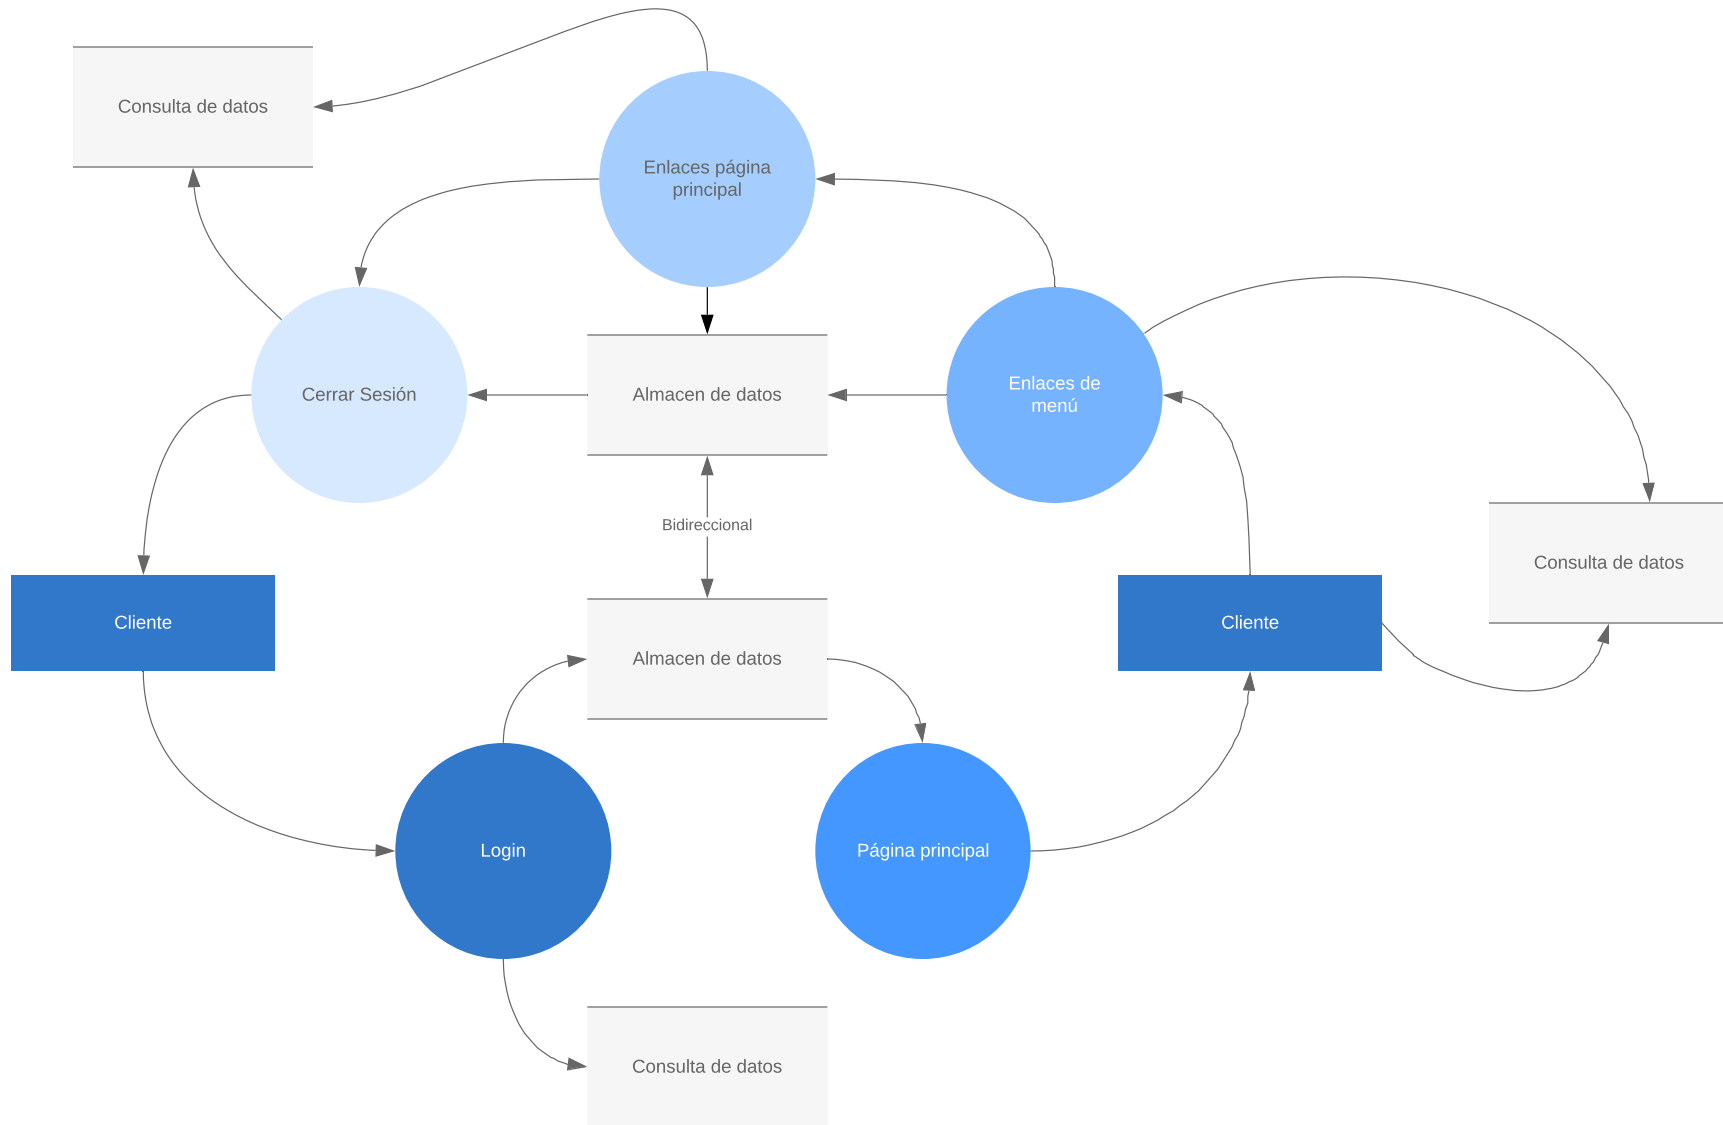 Consulta de datos
Enlaces página
principal
Cerrar Sesión
Almacen de datos
Enlaces de
menú
Bidireccional
Consulta de datos
Cliente
Almacen de datos
Cliente
Login
Página principal
Consulta de datos